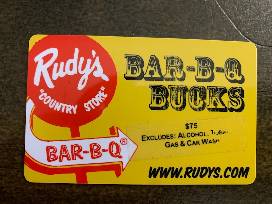 Rudy's
"COUNTRY STORE"
BAR-B-Q®
BAR-B-Q
BUCKS
$75
EXCLUDES: ALCOHOL,
GAS & CAR WASH
WWW.RUDYS.COM